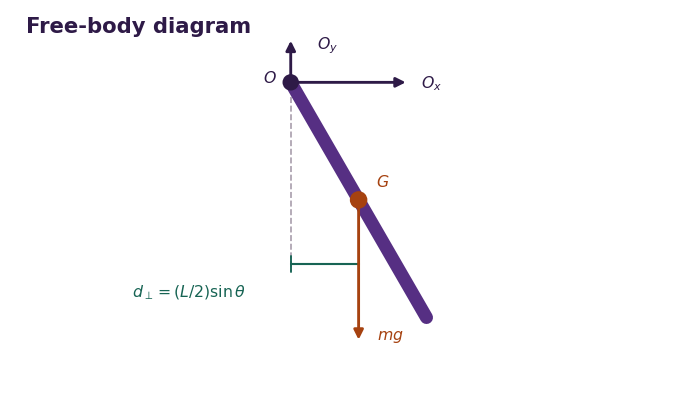 Free-body diagram
O_y
O
O_x
G
d_⊥ = (L/2) sin θ
mg